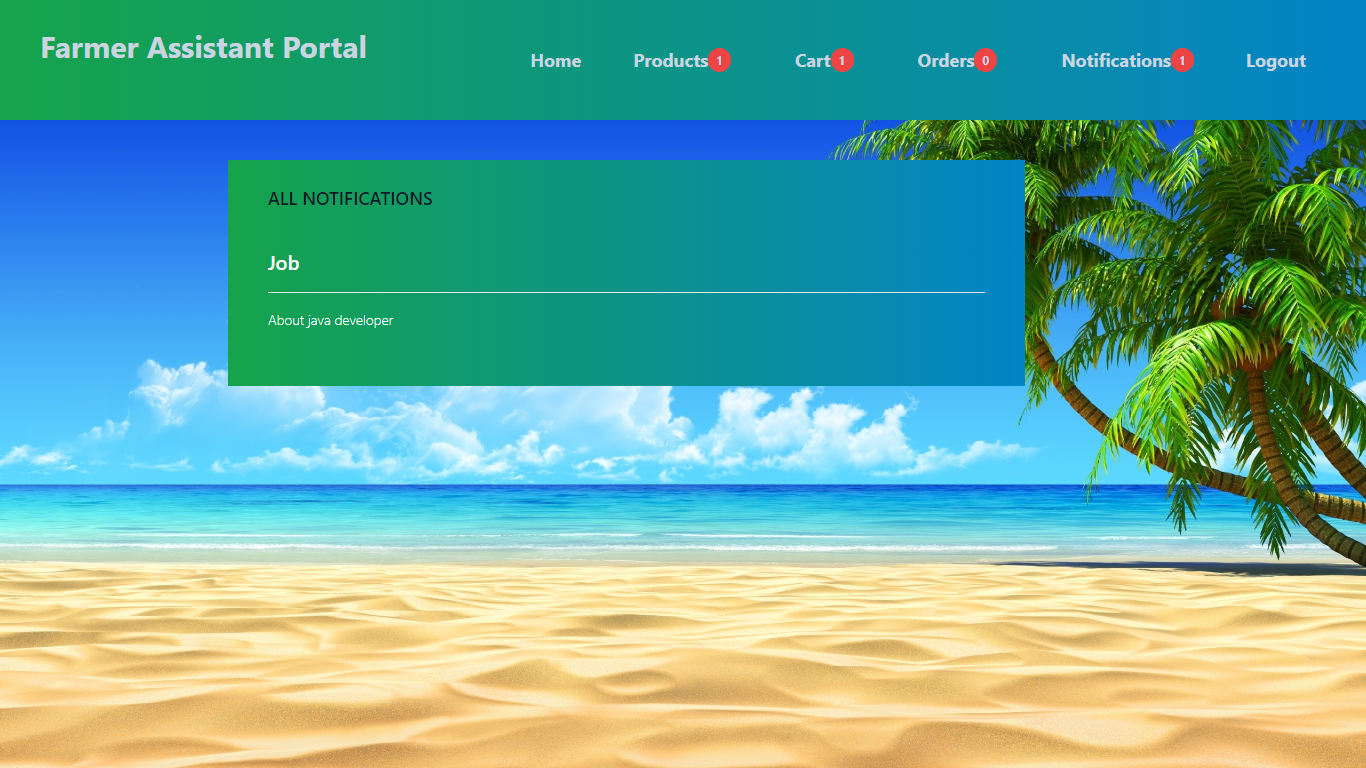 Farmer Assistant Portal
Home Products 1 Cart 1 Orders 0 Notifications 1 Logout
ALL NOTIFICATIONS
Job
About java developer